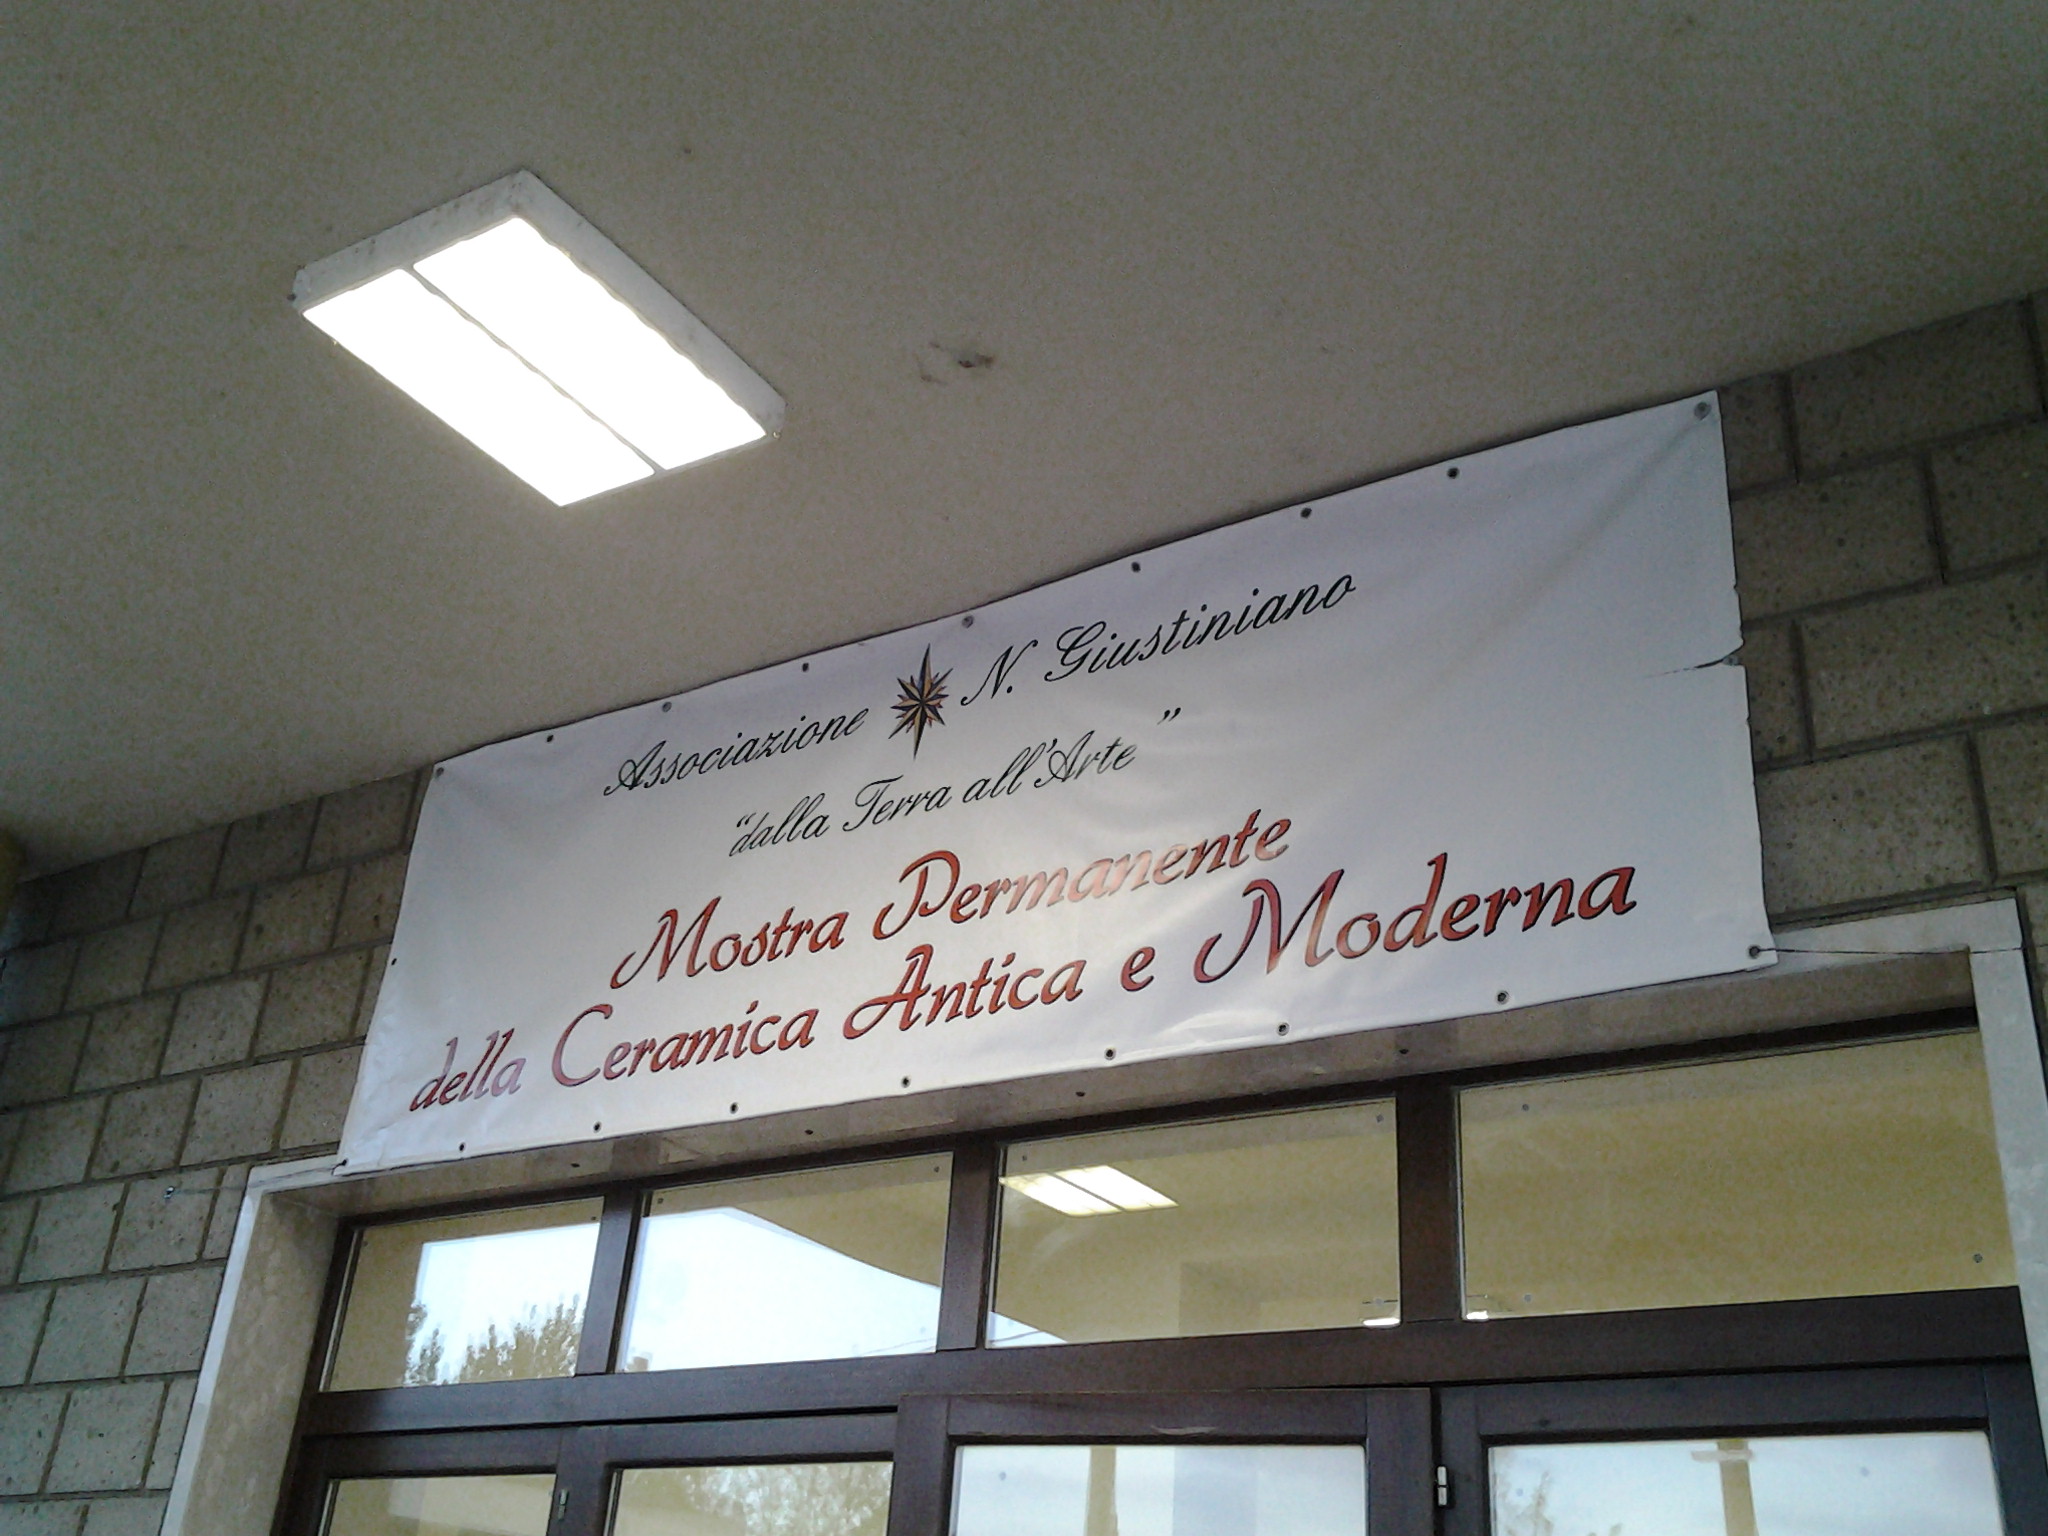 Associazione N. Giustiniano
“dalla Terra all'Arte”
Mostra Permanente
della Ceramica Antica e Moderna